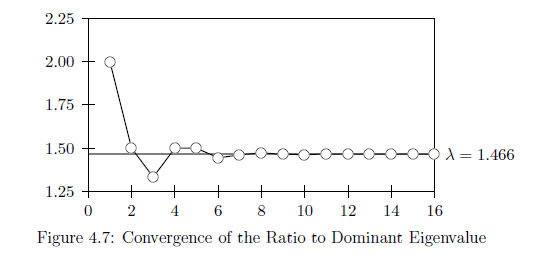 2.25
2.00
1.75
1.50
1.25
λ = 1.466
0 2 4 6 8 10 12 14 16
Figure 4.7: Convergence of the Ratio to Dominant Eigenvalue